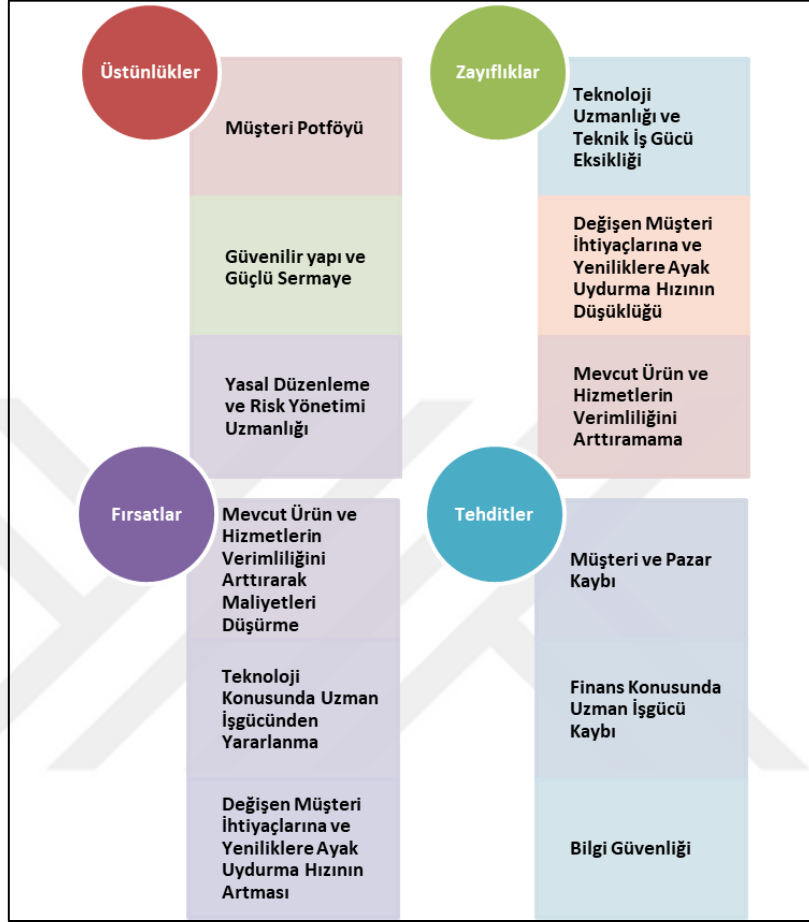 Üstünlükler
Müşteri Potföyü
Güvenilir yapı ve
Güçlü Sermaye
Yasal Düzenleme
ve Risk Yönetimi
Uzmanlığı
Zayıflıklar
Teknoloji
Uzmanlığı ve
Teknik İş Gücü
Eksikliği
Değişen Müşteri
İhtiyaçlarına ve
Yeniliklere Ayak
Uydurma Hızının
Düşüklüğü
Mevcut Ürün ve
Hizmetlerin
Verimliliğini
Arttıramama
Fırsatlar
Mevcut Ürün ve
Hizmetlerin
Verimliliğini
Arttırarak
Maliyetleri
Düşürme
Teknoloji
Konusunda Uzman
İşgücünden
Yararlanma
Değişen Müşteri
İhtiyaçlarına ve
Yeniliklere Ayak
Uydurma Hızının
Artması
Tehditler
Müşteri ve Pazar
Kaybı
Finans Konusunda
Uzman İşgücü
Kaybı
Bilgi Güvenliği